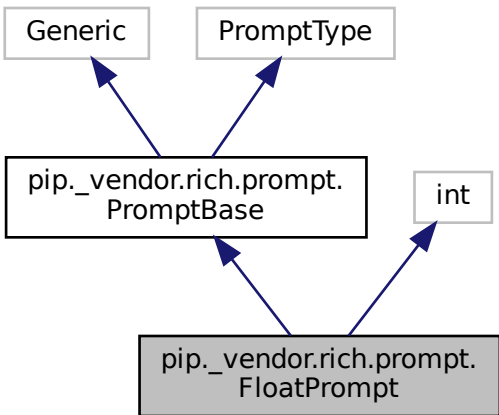 Generic
PromptType
pip._vendor.rich.prompt.
PromptBase
int
pip._vendor.rich.prompt.
FloatPrompt